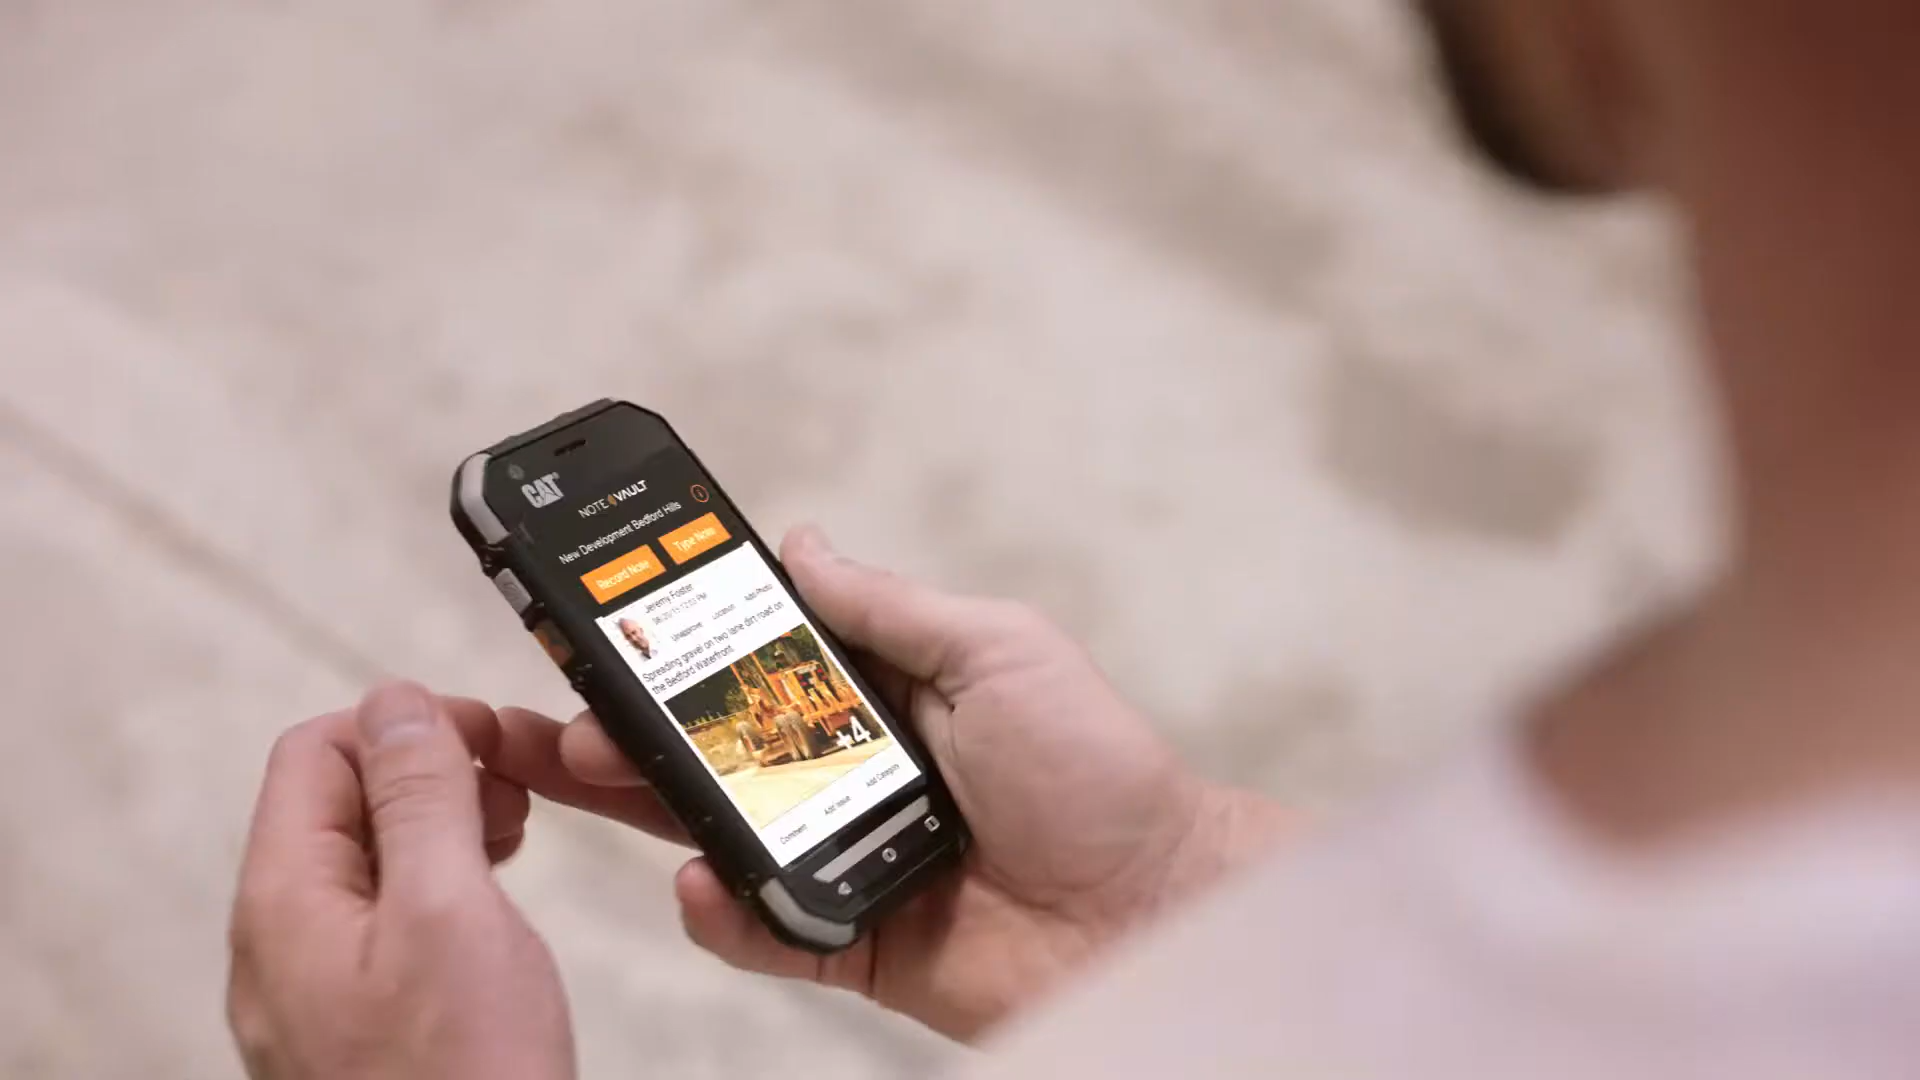 CAT
NOTE VAULT
New Development Bedford Hills
Record Note
Type Note
Jeremy Foster
Unapprove
Location
Add Photo
Spreading gravel on two lane dirt road on
the Bedford Waterfront
+4
Comment
Add Issue
Add Category